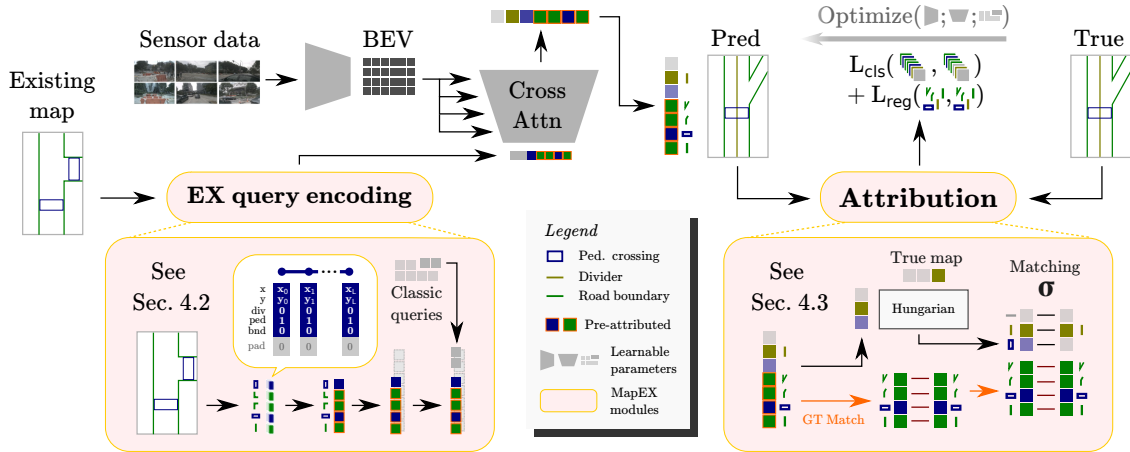 Existing
map
Sensor data
BEV
Cross
Attn
Pred
Optimize( ; ; )
True
L_cls( , )
+ L_reg( , )
EX query encoding
Attribution
See
Sec. 4.2
x
y
div
ped
bnd
pad
x_0
y_0
0
1
0
0
x_1
y_1
0
1
0
0
x_L
y_L
0
1
0
0
Classic
queries
Legend
Ped. crossing
Divider
Road boundary
Pre-attributed
Learnable
parameters
MapEX
modules
See
Sec. 4.3
True map
Hungarian
Matching
σ
GT Match